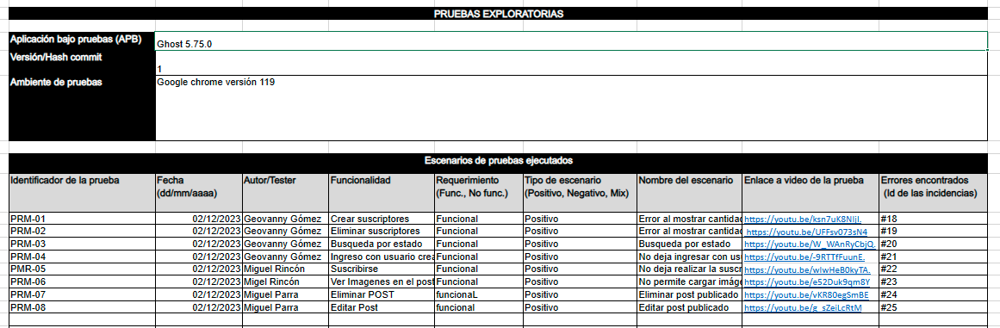 PRUEBAS EXPLORATORIAS
Aplicación bajo pruebas (APB) Ghost 5.75.0
Versión/Hash commit 1
Ambiente de pruebas Google chrome versión 119
Escenarios de pruebas ejecutados
Identificador de la prueba Fecha (dd/mm/aaaa) Autor/Tester Funcionalidad Requerimiento (Func., No func.) Tipo de escenario (Positivo, Negativo, Mix) Nombre del escenario Enlace a video de la prueba Errores encontrados (Id de las incidencias)
PRM-01 02/12/2023 Geovanny Gómez Crear suscriptores Funcional Positivo Error al mostrar cantidad https://youtu.be/ksn7uK8NIjI. #18
PRM-02 02/12/2023 Geovanny Gómez Eliminar suscriptores Funcional Positivo Error al mostrar cantidad https://youtu.be/UFFsv073sN4 #19
PRM-03 02/12/2023 Geovanny Gómez Busqueda por estado Funcional Positivo Busqueda por estado https://youtu.be/W_WAnRyCbjQ. #20
PRM-04 02/12/2023 Geovanny Gómez Ingreso con usuario crea Funcional Positivo No deja ingresar con usu https://youtu.be/-9RTTfFuunE. #21
PMR-05 02/12/2023 Miguel Rincón Suscribirse Funcional Positivo No deja realizar la suscr https://youtu.be/wIwHeB0kyTA. #22
PRM-06 02/12/2023 Migel Rincón Ver Imagenes en el post Funcional Positivo No permite cargar imáge https://youtu.be/e52Duk9qm8Y #23
PRM-07 02/12/2023 Miguel Parra Eliminar POST funcionaL Positivo Eliminar post publicado https://youtu.be/vKR80egSmBE #24
PRM-08 02/12/2023 Miguel Parra Editar Post funcional Positivo Editar post publicado https://youtu.be/g_sZeiLcRtM #25